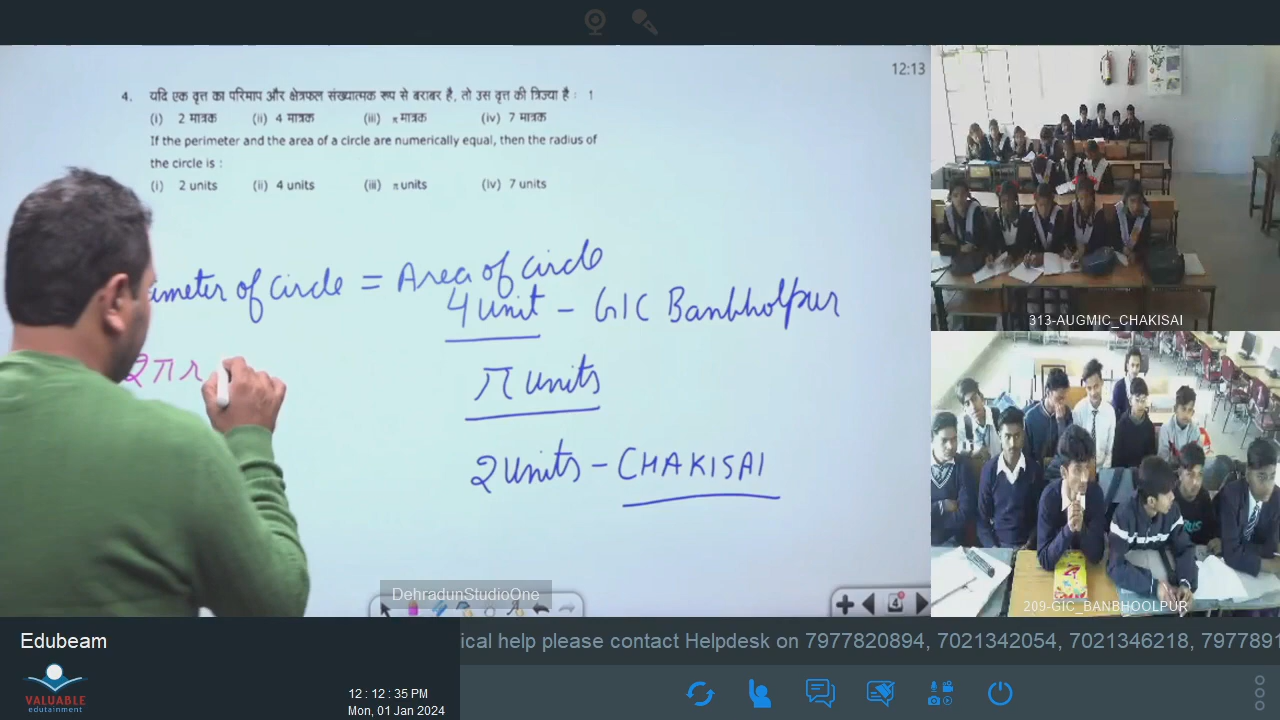 12:13
4. यदि एक वृत्त का परिमाप और क्षेत्रफल संख्यात्मक रूप से बराबर है, तो उस वृत्त की त्रिज्या है : 1
(i) 2 मात्रक (ii) 4 मात्रक (iii) π मात्रक (iv) 7 मात्रक
If the perimeter and the area of a circle are numerically equal, then the radius of
the circle is :
(i) 2 units (ii) 4 units (iii) π units (iv) 7 units
imeter of circle = Area of circle
4 unit - GIC Banbholpur
2πr
π units
2 units - CHAKISAI
DehradunStudioOne
4
313-AUGMIC_CHAKISAI
209-GIC_BANBHOOLPUR
Edubeam
ical help please contact Helpdesk on 7977820894, 7021342054, 7021346218, 7977891
VALUABLE
edutainment
12 : 12 : 35 PM
Mon, 01 Jan 2024